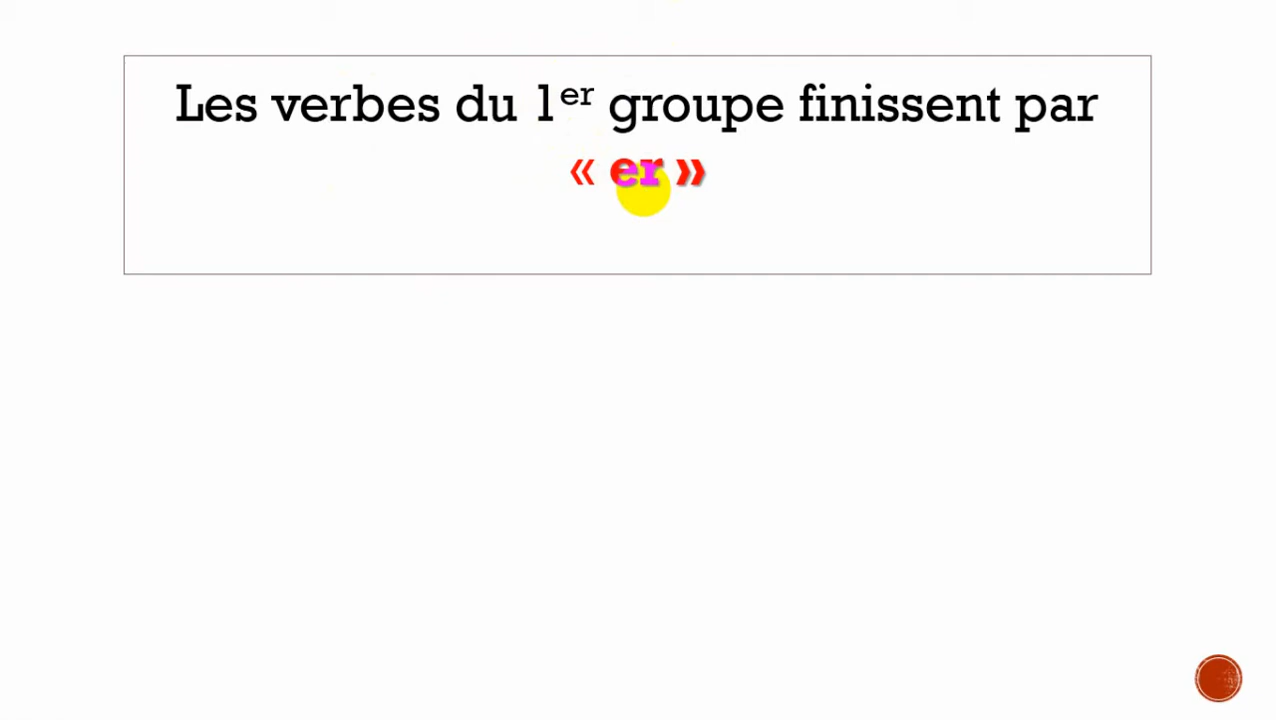 Les verbes du 1er groupe finissent par
« er »